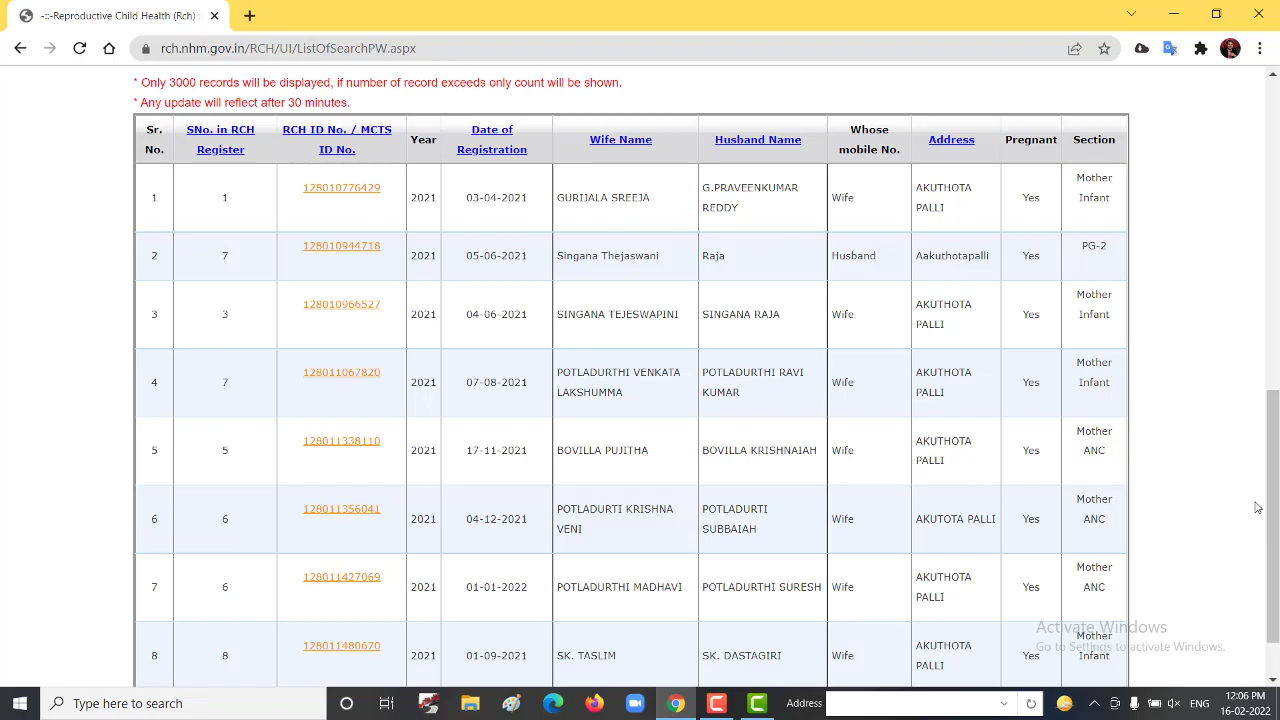 -::-Reproductive Child Health (R
rch.nhm.gov.in/RCH/UI/ListOfSearchPW.aspx
* Only 3000 records will be displayed, if number of record exceeds only count will be shown.
* Any update will reflect after 30 minutes.
Sr. No. SNo. in RCH Register RCH ID No. / MCTS ID No. Year Date of Registration Wife Name Husband Name Whose mobile No. Address Pregnant Section
1 1 128010776429 2021 03-04-2021 GURIJALA SREEJA G.PRAVEENKUMAR REDDY Wife AKUTHOTA PALLI Yes Mother Infant
2 7 128010944718 2021 05-06-2021 Singana Thejaswani Raja Husband Aakuthotapalli Yes PG-2
3 3 128010966527 2021 04-06-2021 SINGANA TEJESWAPINI SINGANA RAJA Wife AKUTHOTA PALLI Yes Mother Infant
4 7 128011067820 2021 07-08-2021 POTLADURTHI VENKATA LAKSHUMMA POTLADURTHI RAVI KUMAR Wife AKUTHOTA PALLI Yes Mother Infant
5 5 128011338110 2021 17-11-2021 BOVILLA PUJITHA BOVILLA KRISHNAIAH Wife AKUTHOTA PALLI Yes Mother ANC
6 6 128011356041 2021 04-12-2021 POTLADURTI KRISHNA VENI POTLADURTI SUBBAIAH Wife AKUTOTA PALLI Yes Mother ANC
7 6 128011427069 2021 01-01-2022 POTLADURTHI MADHAVI POTLADURTHI SURESH Wife AKUTHOTA PALLI Yes Mother ANC
8 8 128011480670 2021 01-09-2021 SK. TASLIM SK. DASTAGIRI Wife AKUTHOTA PALLI Yes Mother Infant
Activate Windows
Go to Settings to activate Windows.
Type here to search
Address
ENG
12:06 PM
16-02-2022